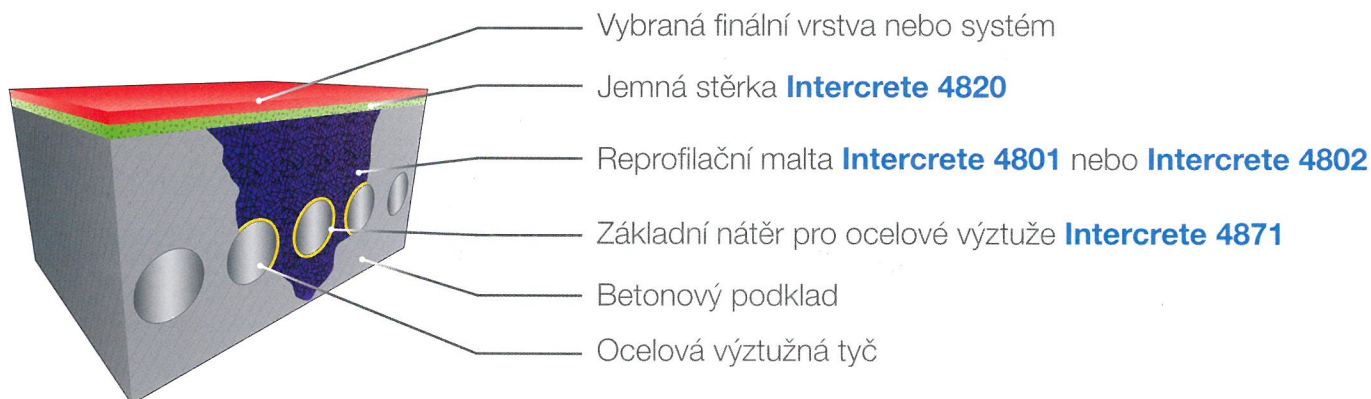 Vybraná finální vrstva nebo systém
Jemná stěrka Intercrete 4820
Reprofilační malta Intercrete 4801 nebo Intercrete 4802
Základní nátěr pro ocelové výztuže Intercrete 4871
Betonový podklad
Ocelová výztužná tyč